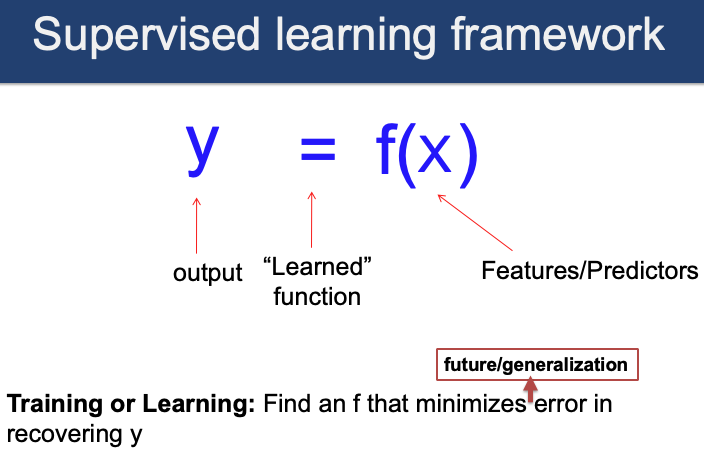 Supervised learning framework
y = f(x)
output
“Learned”
function
Features/Predictors
future/generalization
Training or Learning: Find an f that minimizes error in
recovering y